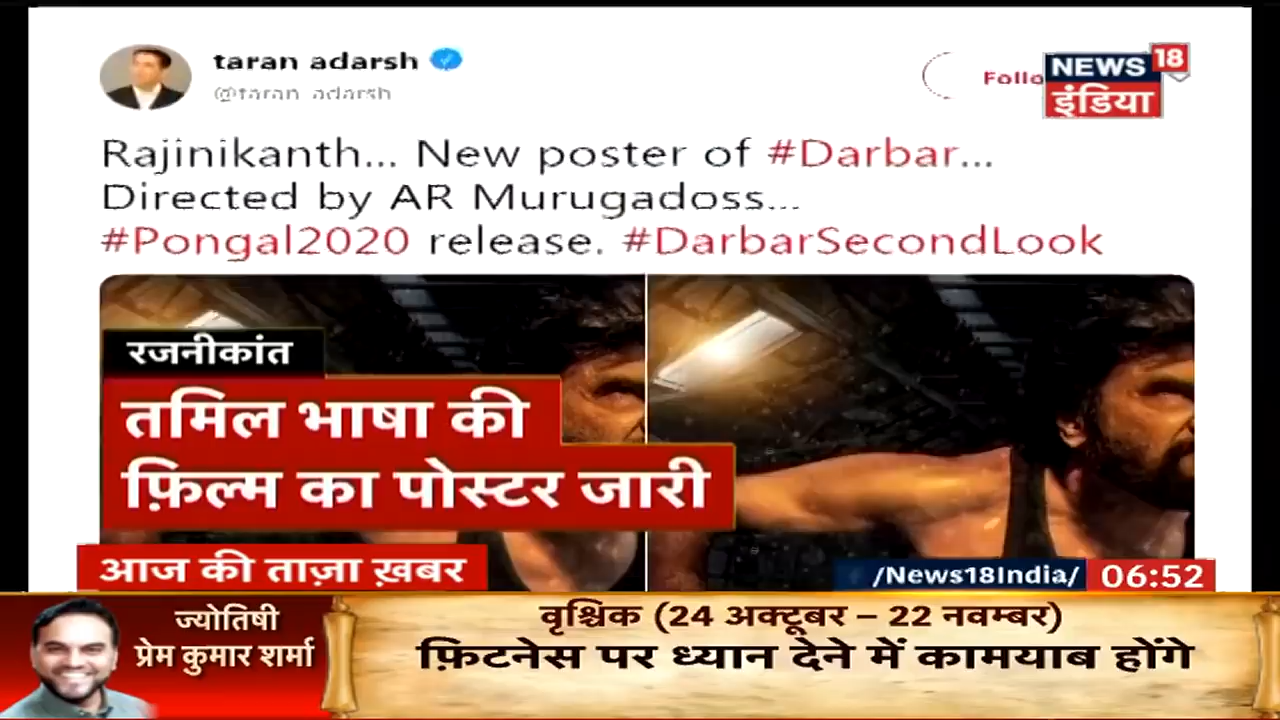 taran adarsh
@taran_adarsh
NEWS 18
इंडिया
Rajinikanth... New poster of #Darbar...
Directed by AR Murugadoss...
#Pongal2020 release. #DarbarSecondLook
रजनीकांत
तमिल भाषा की
फ़िल्म का पोस्टर जारी
आज की ताज़ा ख़बर
/News18India/ 06:52
ज्योतिषी
प्रेम कुमार शर्मा
वृश्चिक (24 अक्टूबर – 22 नवम्बर)
फ़िटनेस पर ध्यान देने में कामयाब होंगे